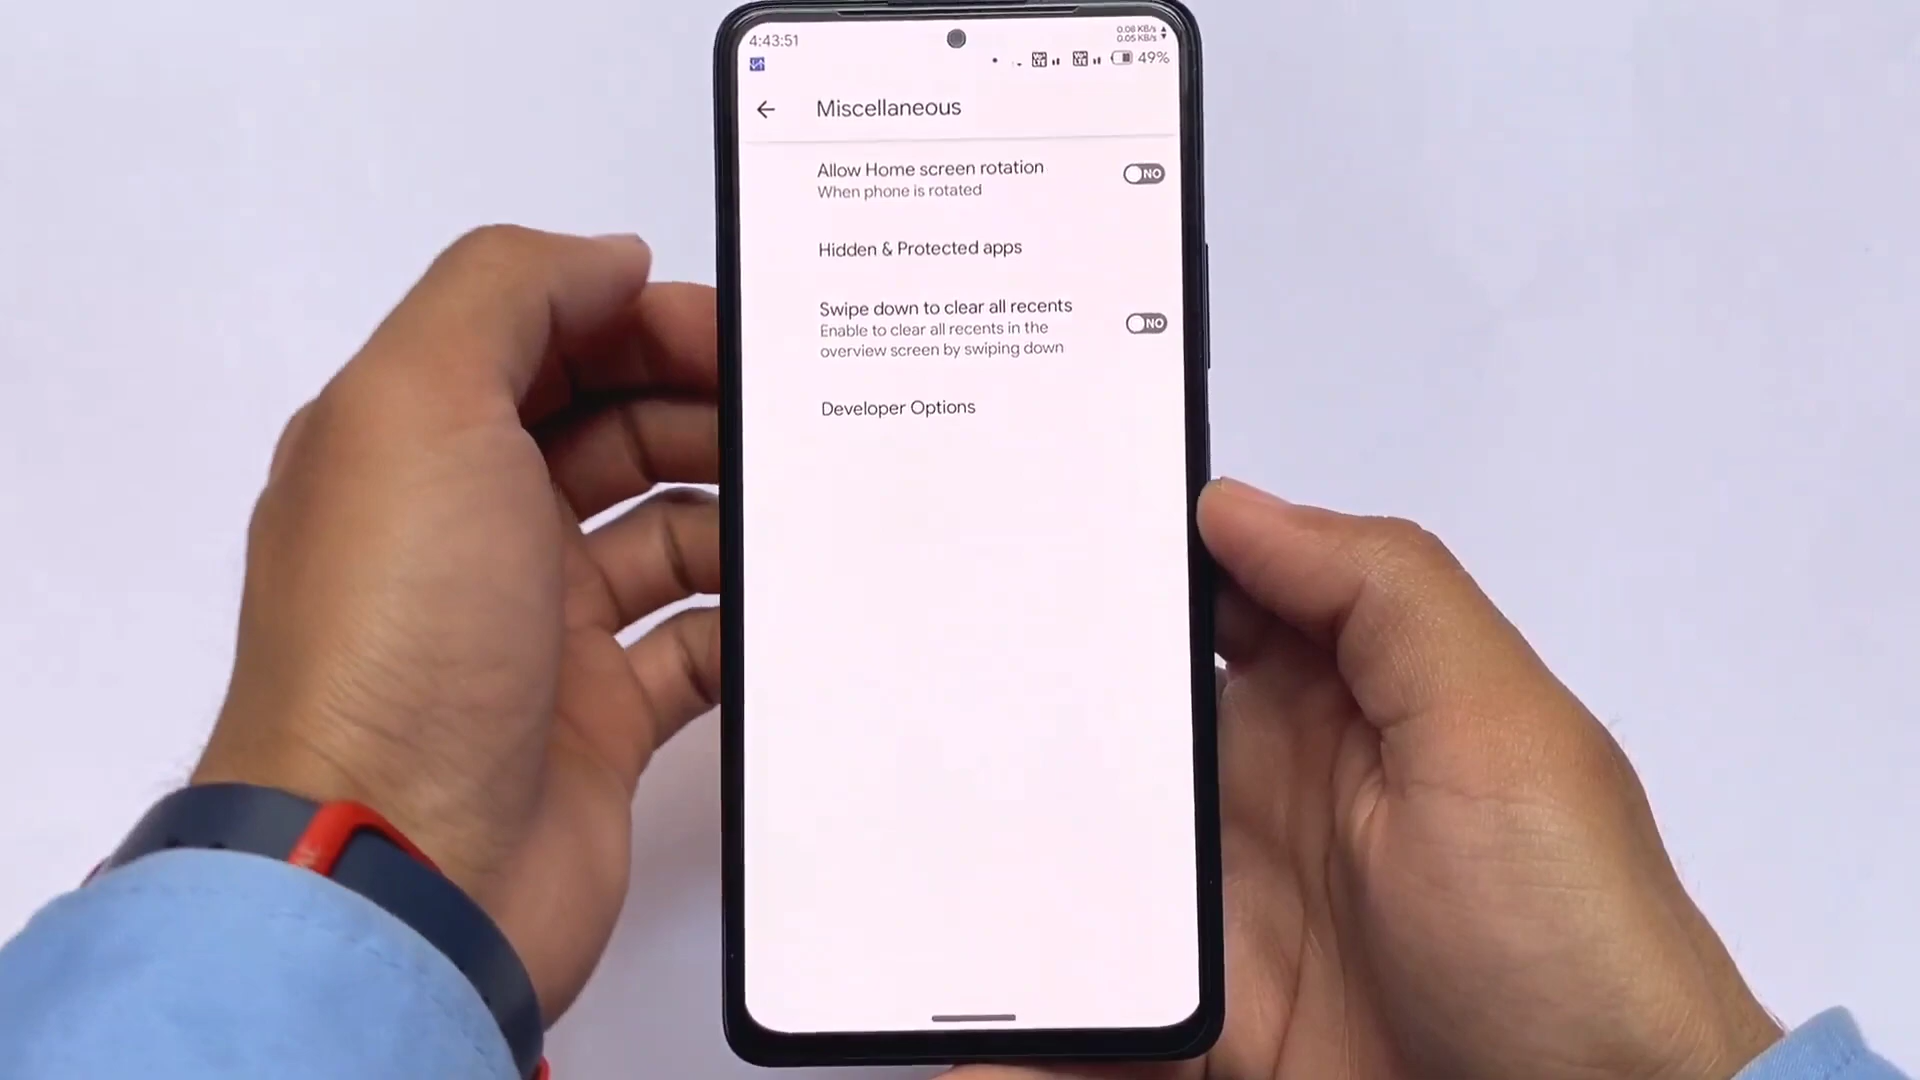 4:43:51
0.08 KB/s
0.05 KB/s
49%
Miscellaneous
Allow Home screen rotation
When phone is rotated
NO
Hidden & Protected apps
Swipe down to clear all recents
Enable to clear all recents in the
overview screen by swiping down
NO
Developer Options